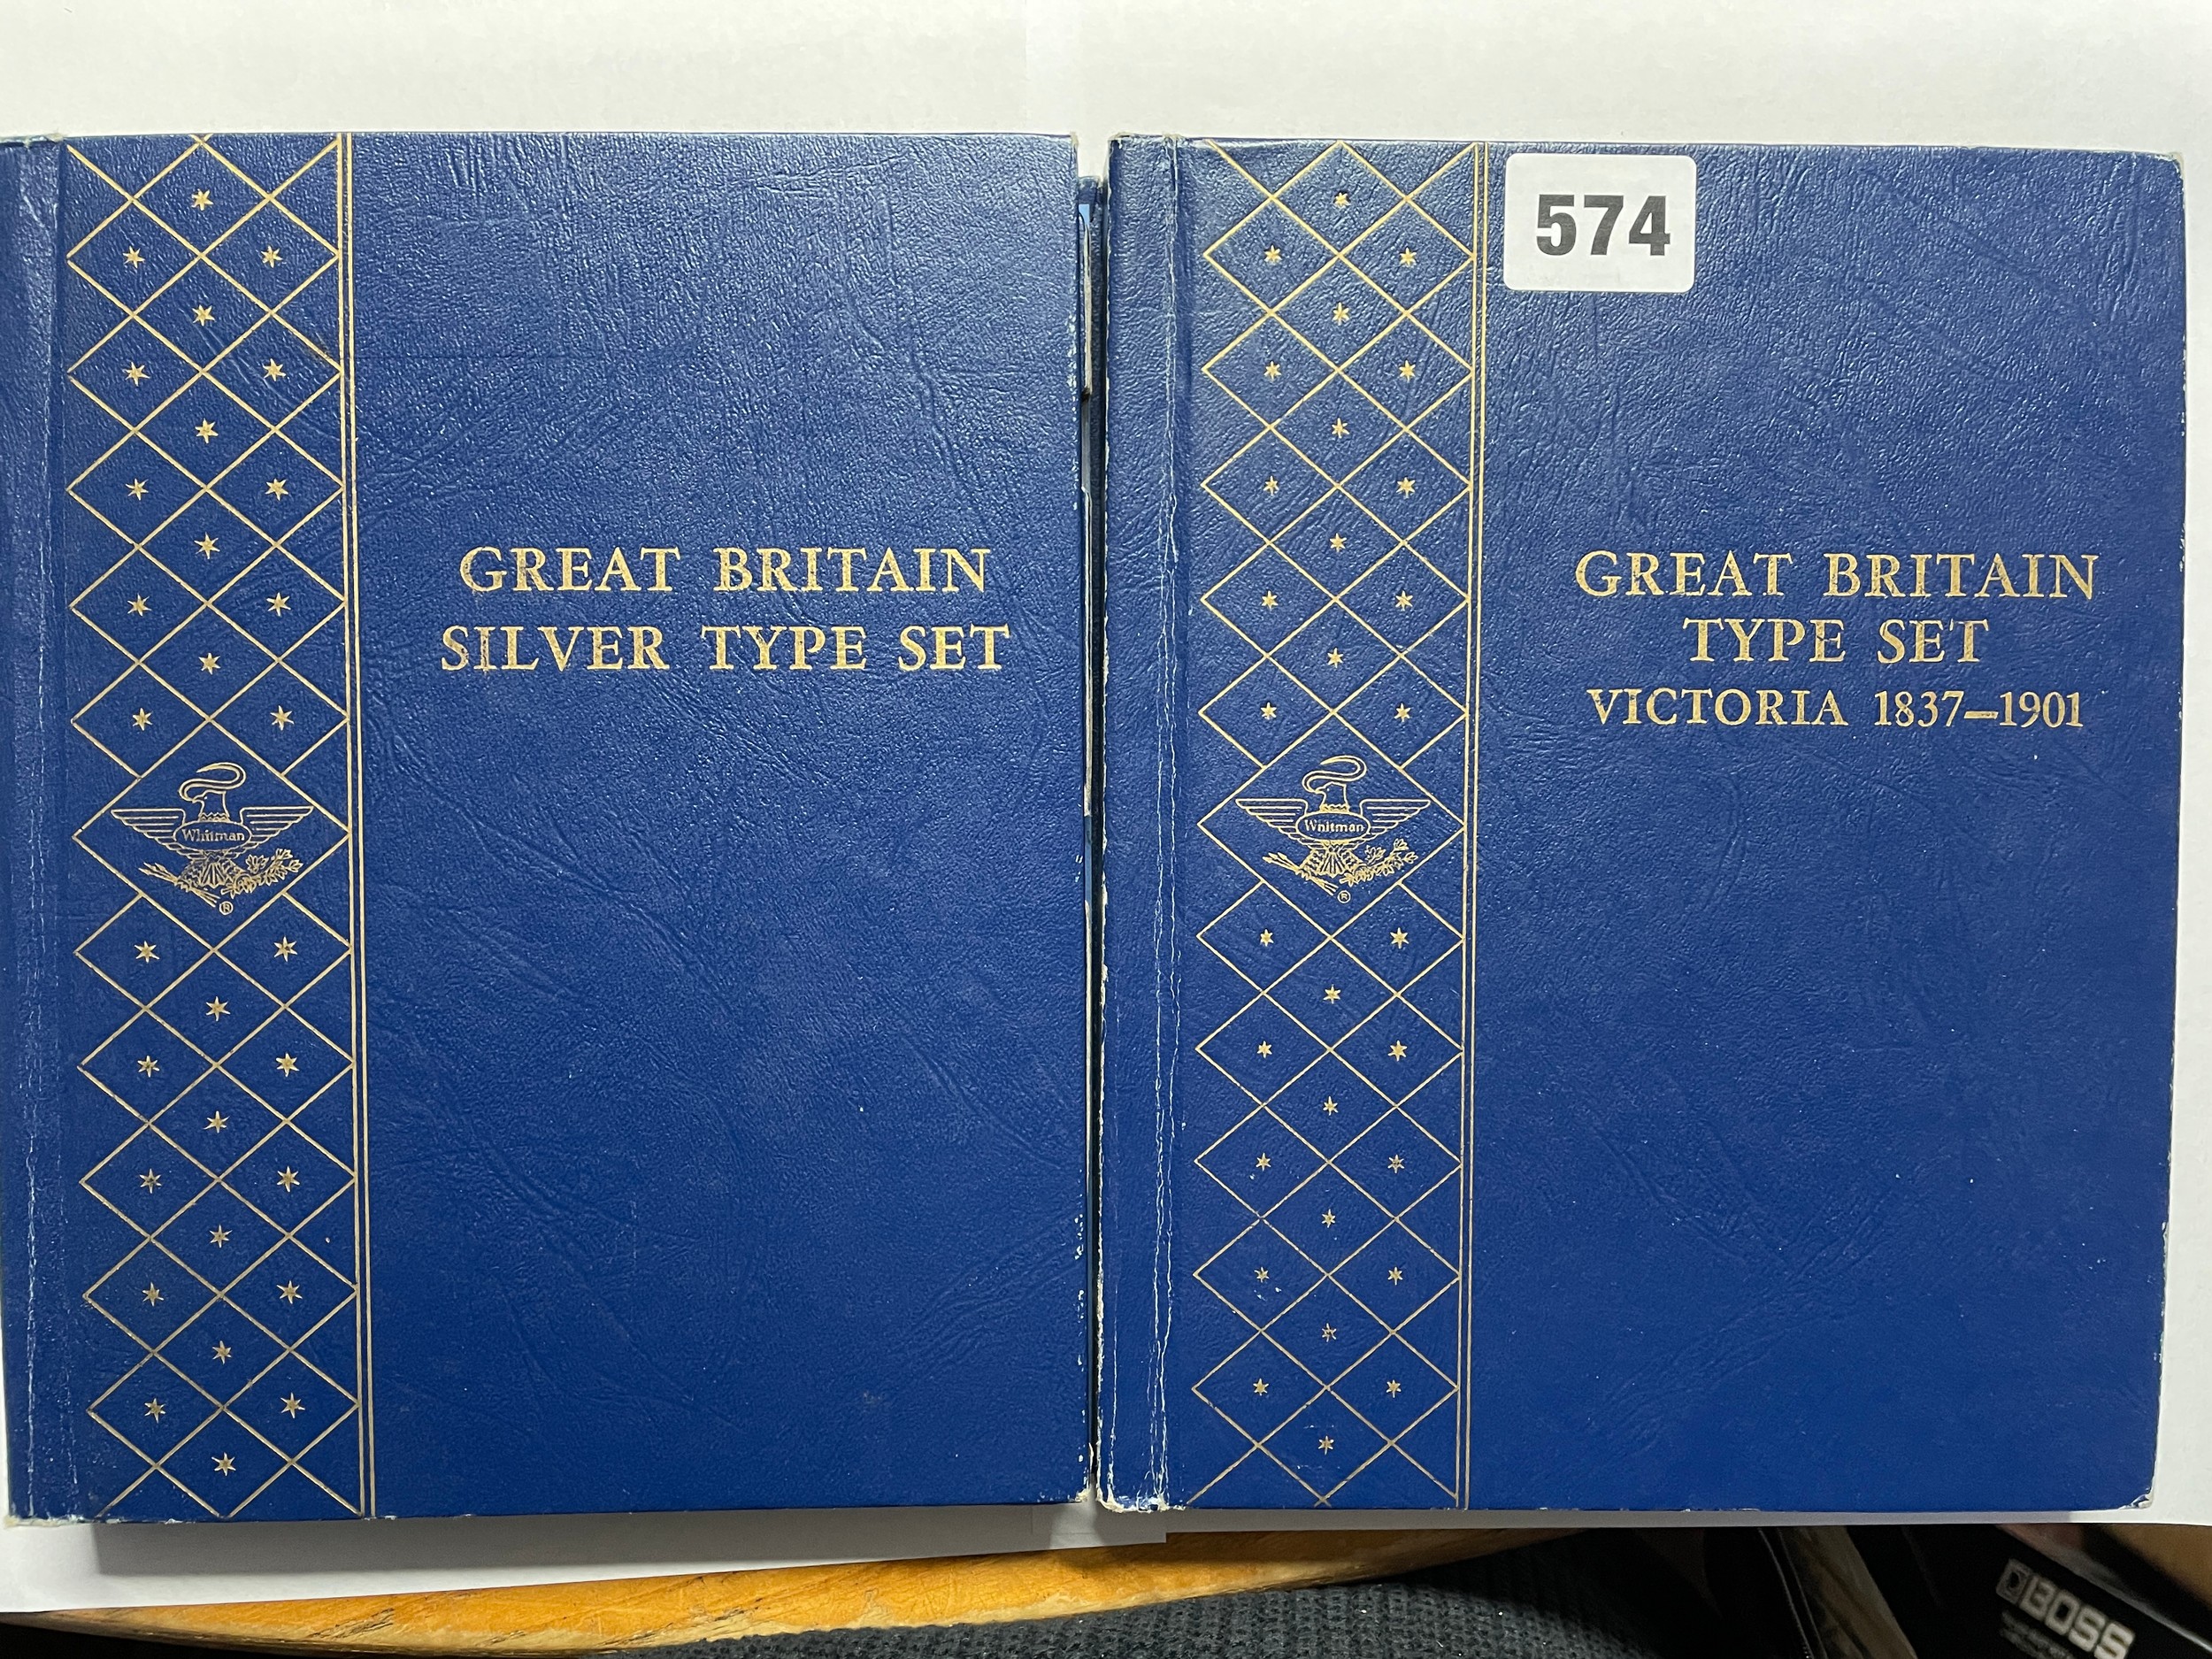 GREAT BRITAIN
SILVER TYPE SET
Whitman
®
574
GREAT BRITAIN
TYPE SET
VICTORIA 1837–1901
Whitman
®
BOSS